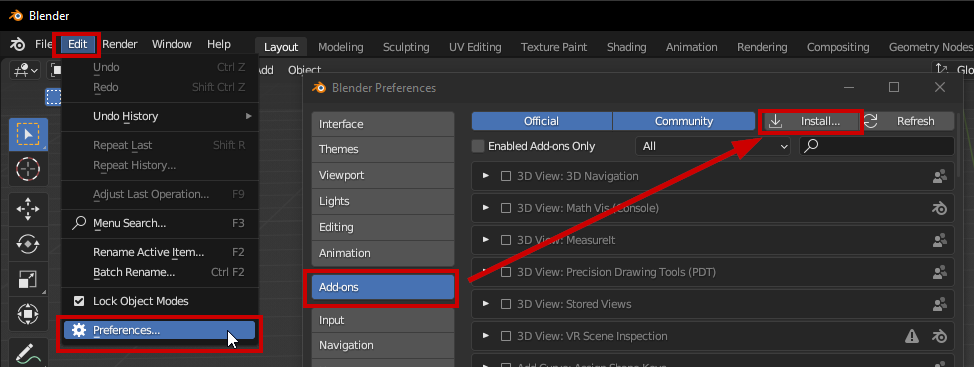 Blender
File Edit Render Window Help
Layout Modeling Sculpting UV Editing Texture Paint Shading Animation Rendering Compositing Geometry Nodes
Add Object
Undo Ctrl Z
Redo Shift Ctrl Z
Undo History
Repeat Last Shift R
Repeat History...
Adjust Last Operation... F9
Menu Search... F3
Rename Active Item... F2
Batch Rename... Ctrl F2
Lock Object Modes
Preferences...
Blender Preferences
Interface
Themes
Viewport
Lights
Editing
Animation
Add-ons
Input
Navigation
Official Community Install... Refresh
Enabled Add-ons Only All
3D View: 3D Navigation
3D View: Math Vis (Console)
3D View: MeasureIt
3D View: Precision Drawing Tools (PDT)
3D View: Stored Views
3D View: VR Scene Inspection